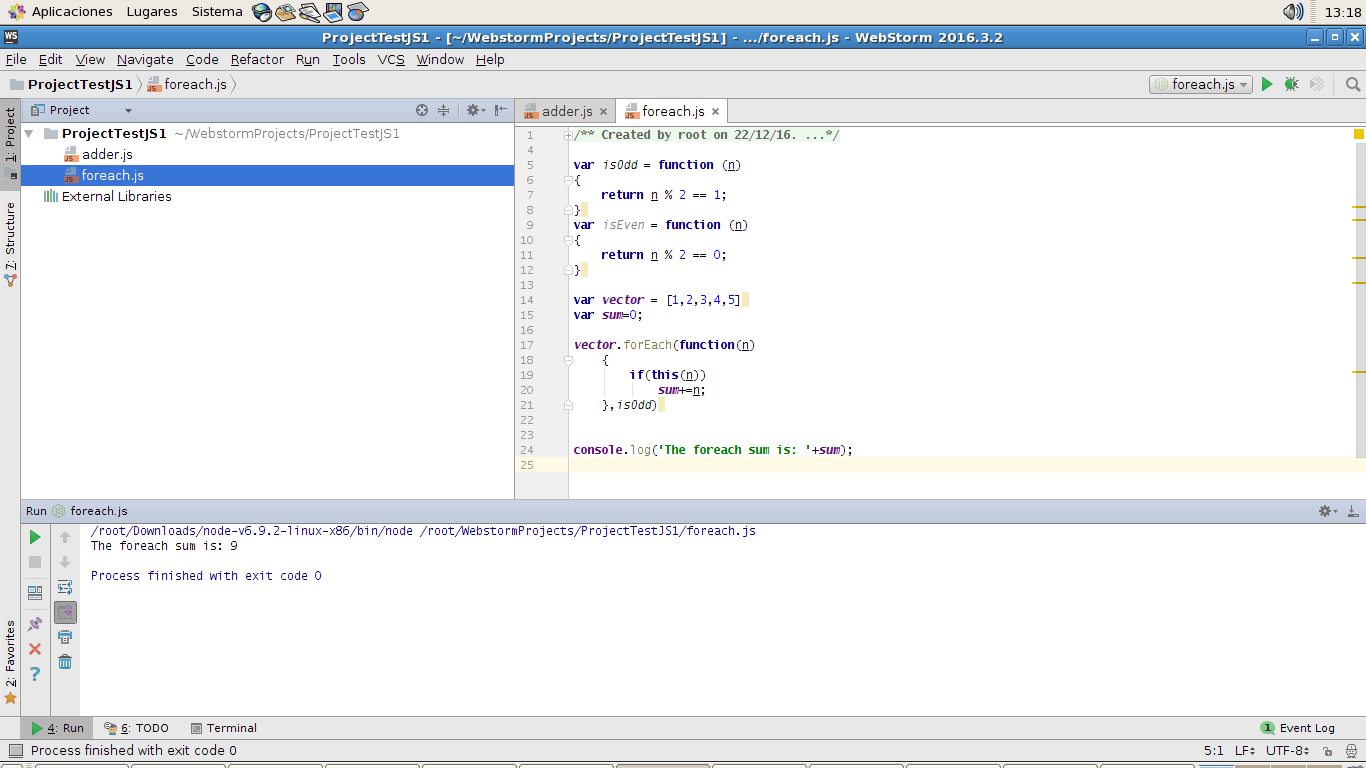 Aplicaciones Lugares Sistema 13:18
WS ProjectTestJS1 - [~/WebstormProjects/ProjectTestJS1] - .../foreach.js - WebStorm 2016.3.2
File Edit View Navigate Code Refactor Run Tools VCS Window Help
ProjectTestJS1 foreach.js foreach.js
1: Project
7: Structure
2: Favorites
Project
ProjectTestJS1 ~/WebstormProjects/ProjectTestJS1
adder.js
foreach.js
External Libraries
adder.js foreach.js
1 /** Created by root on 22/12/16. ...*/
4
5 var isOdd = function (n)
6 {
7 return n % 2 == 1;
8 }
9 var isEven = function (n)
10 {
11 return n % 2 == 0;
12 }
13
14 var vector = [1,2,3,4,5]
15 var sum=0;
16
17 vector.forEach(function(n)
18 {
19 if(this(n))
20 sum+=n;
21 },isOdd)
22
23
24 console.log('The foreach sum is: '+sum);
25
Run foreach.js
/root/Downloads/node-v6.9.2-linux-x86/bin/node /root/WebstormProjects/ProjectTestJS1/foreach.js
The foreach sum is: 9
Process finished with exit code 0
4: Run 6: TODO Terminal 1 Event Log
Process finished with exit code 0 5:1 LF UTF-8